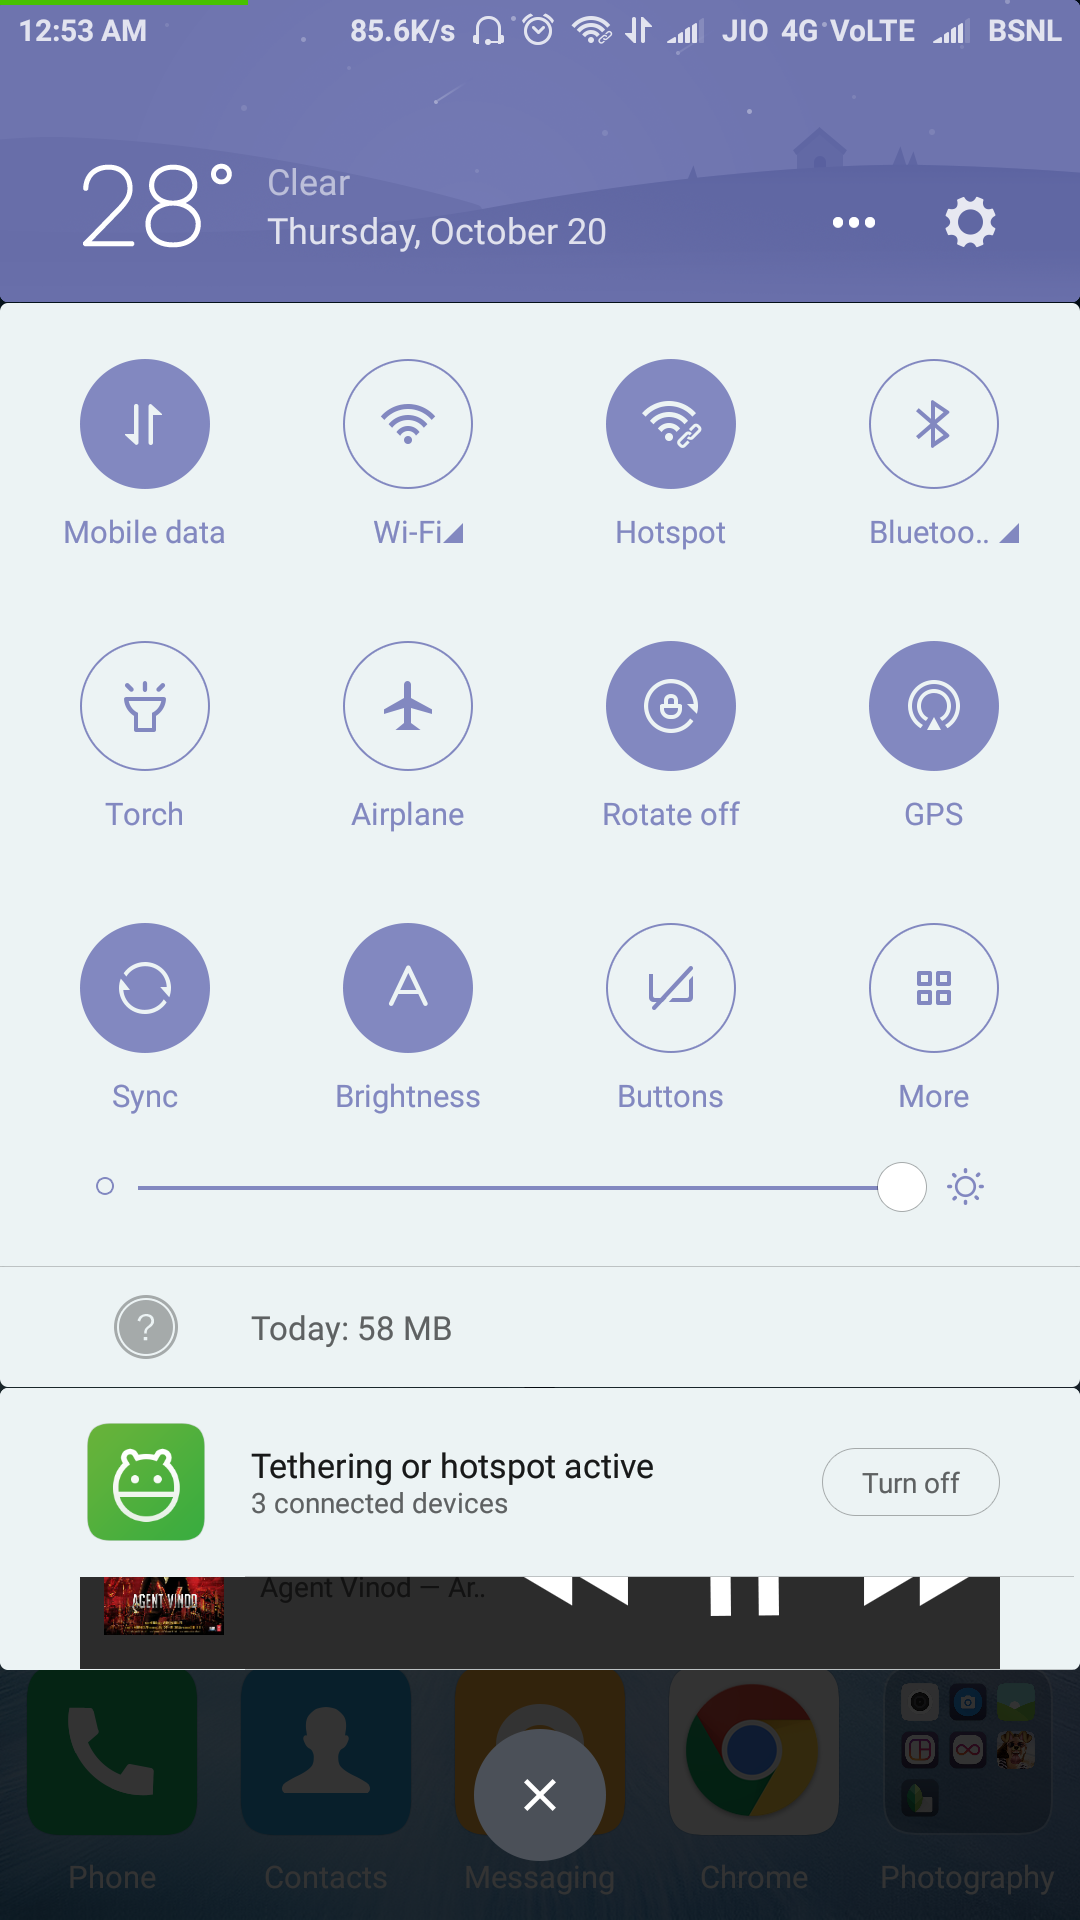 12:53 AM 85.6K/s JIO 4G VoLTE BSNL
28°
Clear
Thursday, October 20
Mobile data Wi-Fi Hotspot Bluetoo..
Torch Airplane Rotate off GPS
Sync A Brightness Buttons More
? Today: 58 MB
Tethering or hotspot active
3 connected devices
Turn off
AGENT VINOD
Agent Vinod — Ar..
Phone Contacts Messaging Chrome Photography